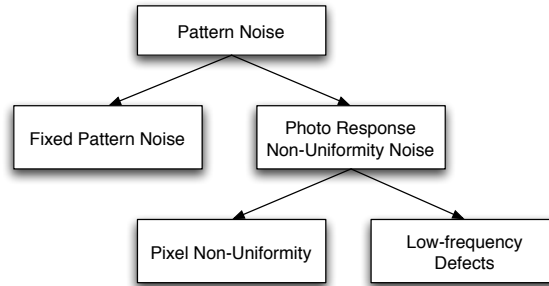 Pattern Noise
Fixed Pattern Noise
Photo Response
Non-Uniformity Noise
Pixel Non-Uniformity
Low-frequency
Defects